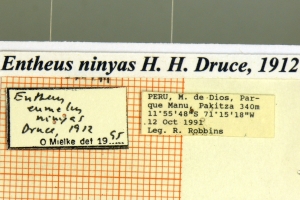 Entheus ninyas H. H. Druce, 1912
Entheus
eumelus
ninyas
Druce, 1912
95
O Mielke det 19.....
PERU, M. de Dios, Par-
que Manu, Pakitza 340m
11°55'48"S 71°15'18"W
12 Oct 1991
Leg. R. Robbins